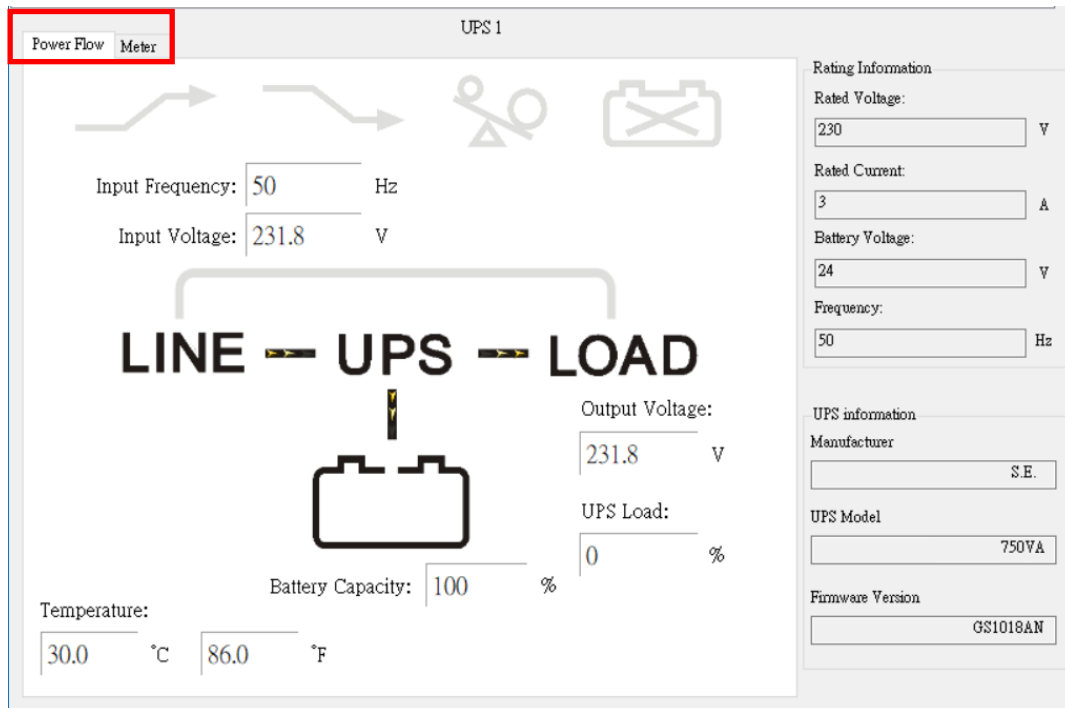 UPS 1
Power Flow Meter
Input Frequency: 50 Hz
Input Voltage: 231.8 V
LINE UPS LOAD
Output Voltage:
231.8 V
UPS Load:
0 %
Battery Capacity: 100 %
Temperature:
30.0 °C 86.0 °F
Rating Information
Rated Voltage:
230 V
Rated Current:
3 A
Battery Voltage:
24 V
Frequency:
50 Hz
UPS information
Manufacturer
S.E.
UPS Model
750VA
Firmware Version
GS1018AN